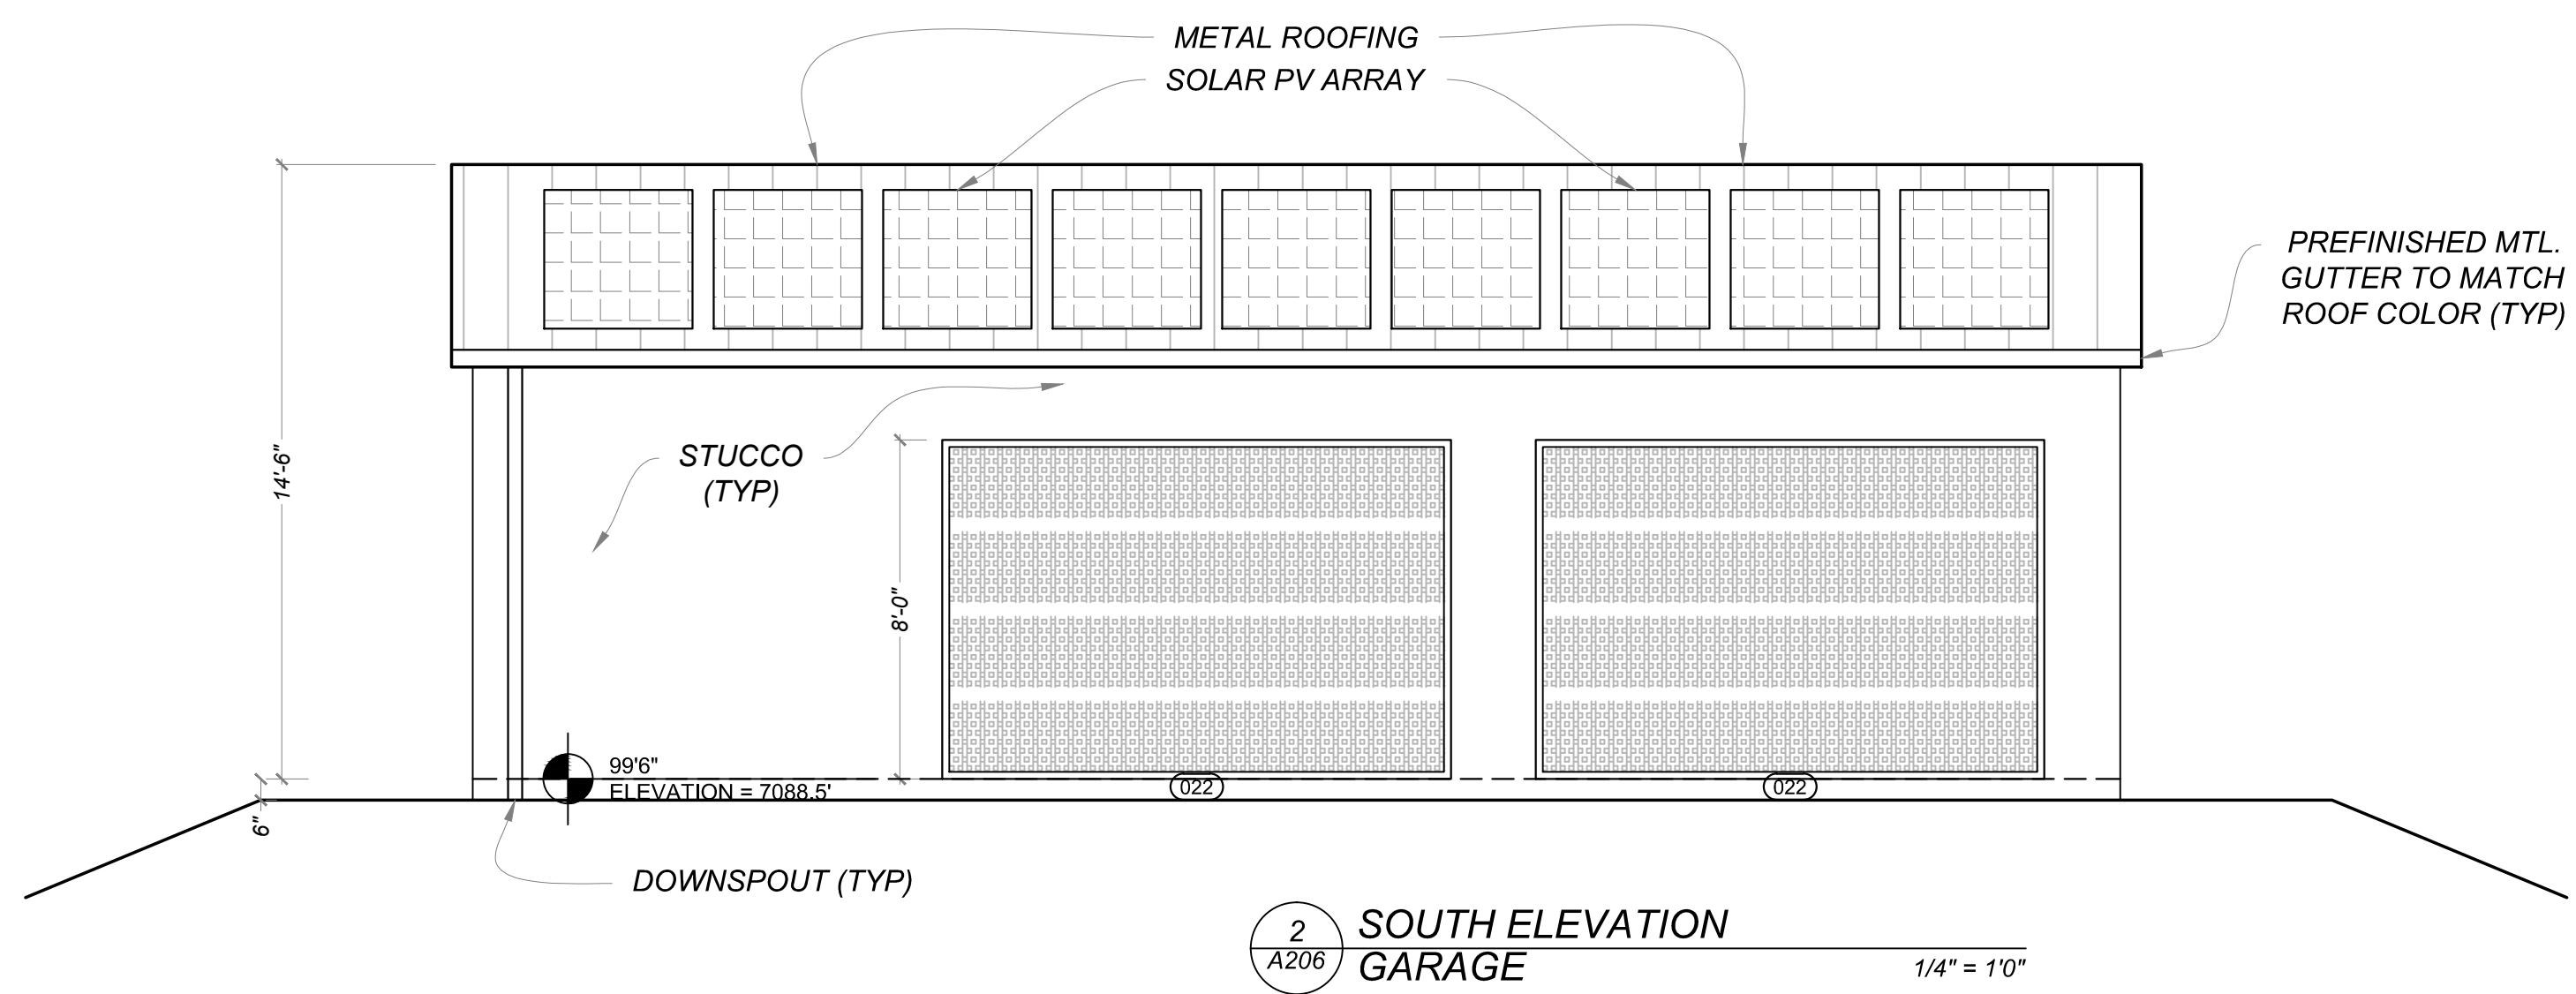 METAL ROOFING
SOLAR PV ARRAY
PREFINISHED MTL.
GUTTER TO MATCH
ROOF COLOR (TYP)
14'-6"
STUCCO
(TYP)
8'-0"
99'6"
ELEVATION = 7088.5'
022
022
6"
DOWNSPOUT (TYP)
2
A206
SOUTH ELEVATION
GARAGE
1/4" = 1'0"